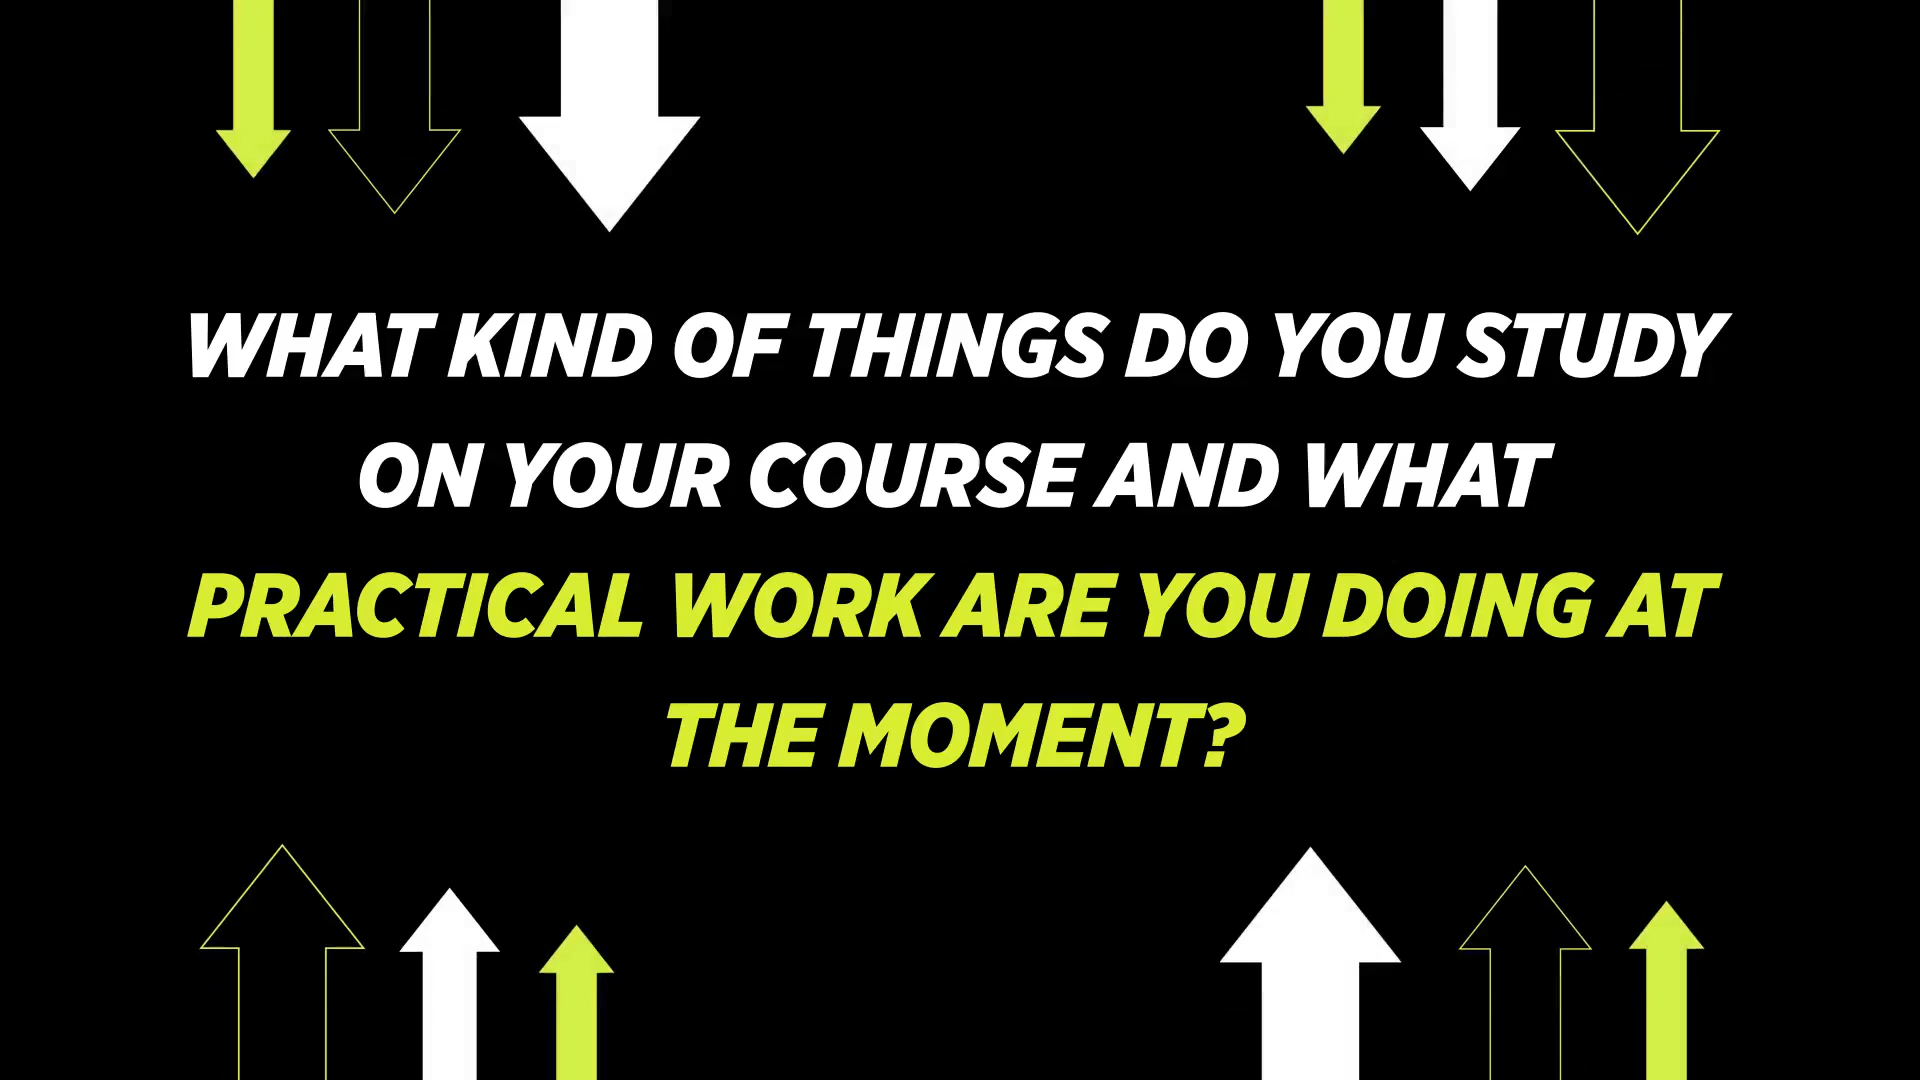 WHAT KIND OF THINGS DO YOU STUDY
ON YOUR COURSE AND WHAT
PRACTICAL WORK ARE YOU DOING AT
THE MOMENT?